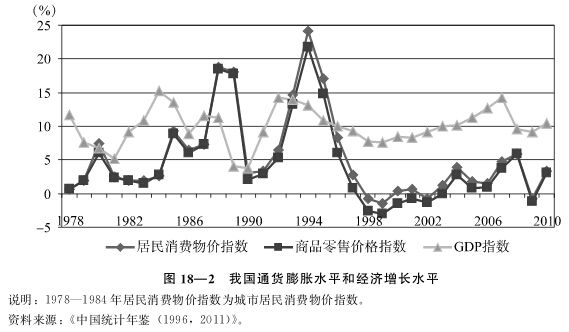 (%)
25
20
15
10
5
0
−5
1978 1982 1986 1990 1994 1998 2002 2006 2010
居民消费物价指数 商品零售价格指数 GDP指数
图 18—2 我国通货膨胀水平和经济增长水平
说明：1978—1984 年居民消费物价指数为城市居民消费物价指数。
资料来源：《中国统计年鉴（1996，2011）》。